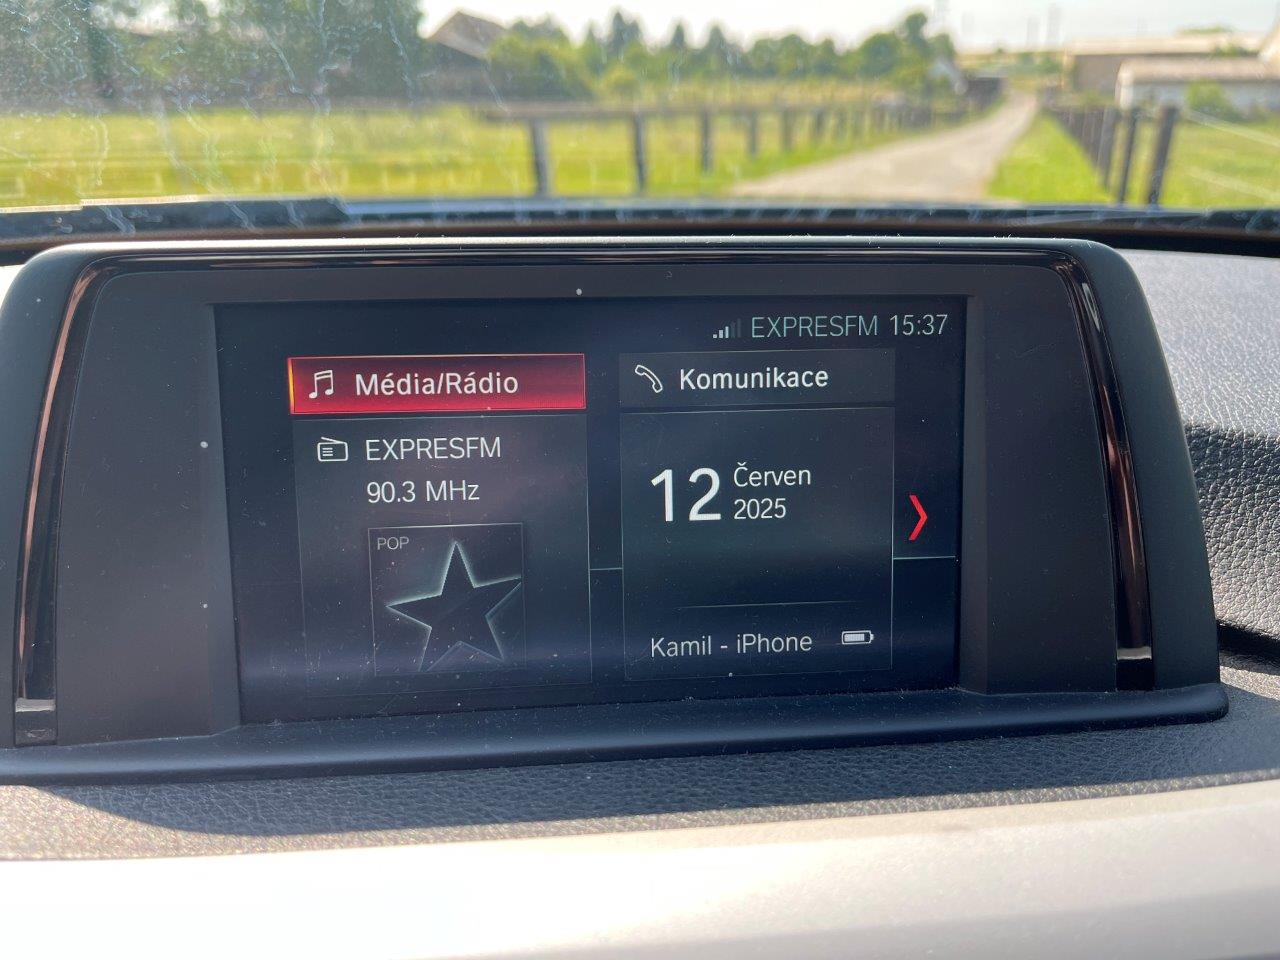 EXPRESFM 15:37
Média/Rádio
EXPRESFM
90.3 MHz
POP
Komunikace
12 Červen
2025
Kamil - iPhone